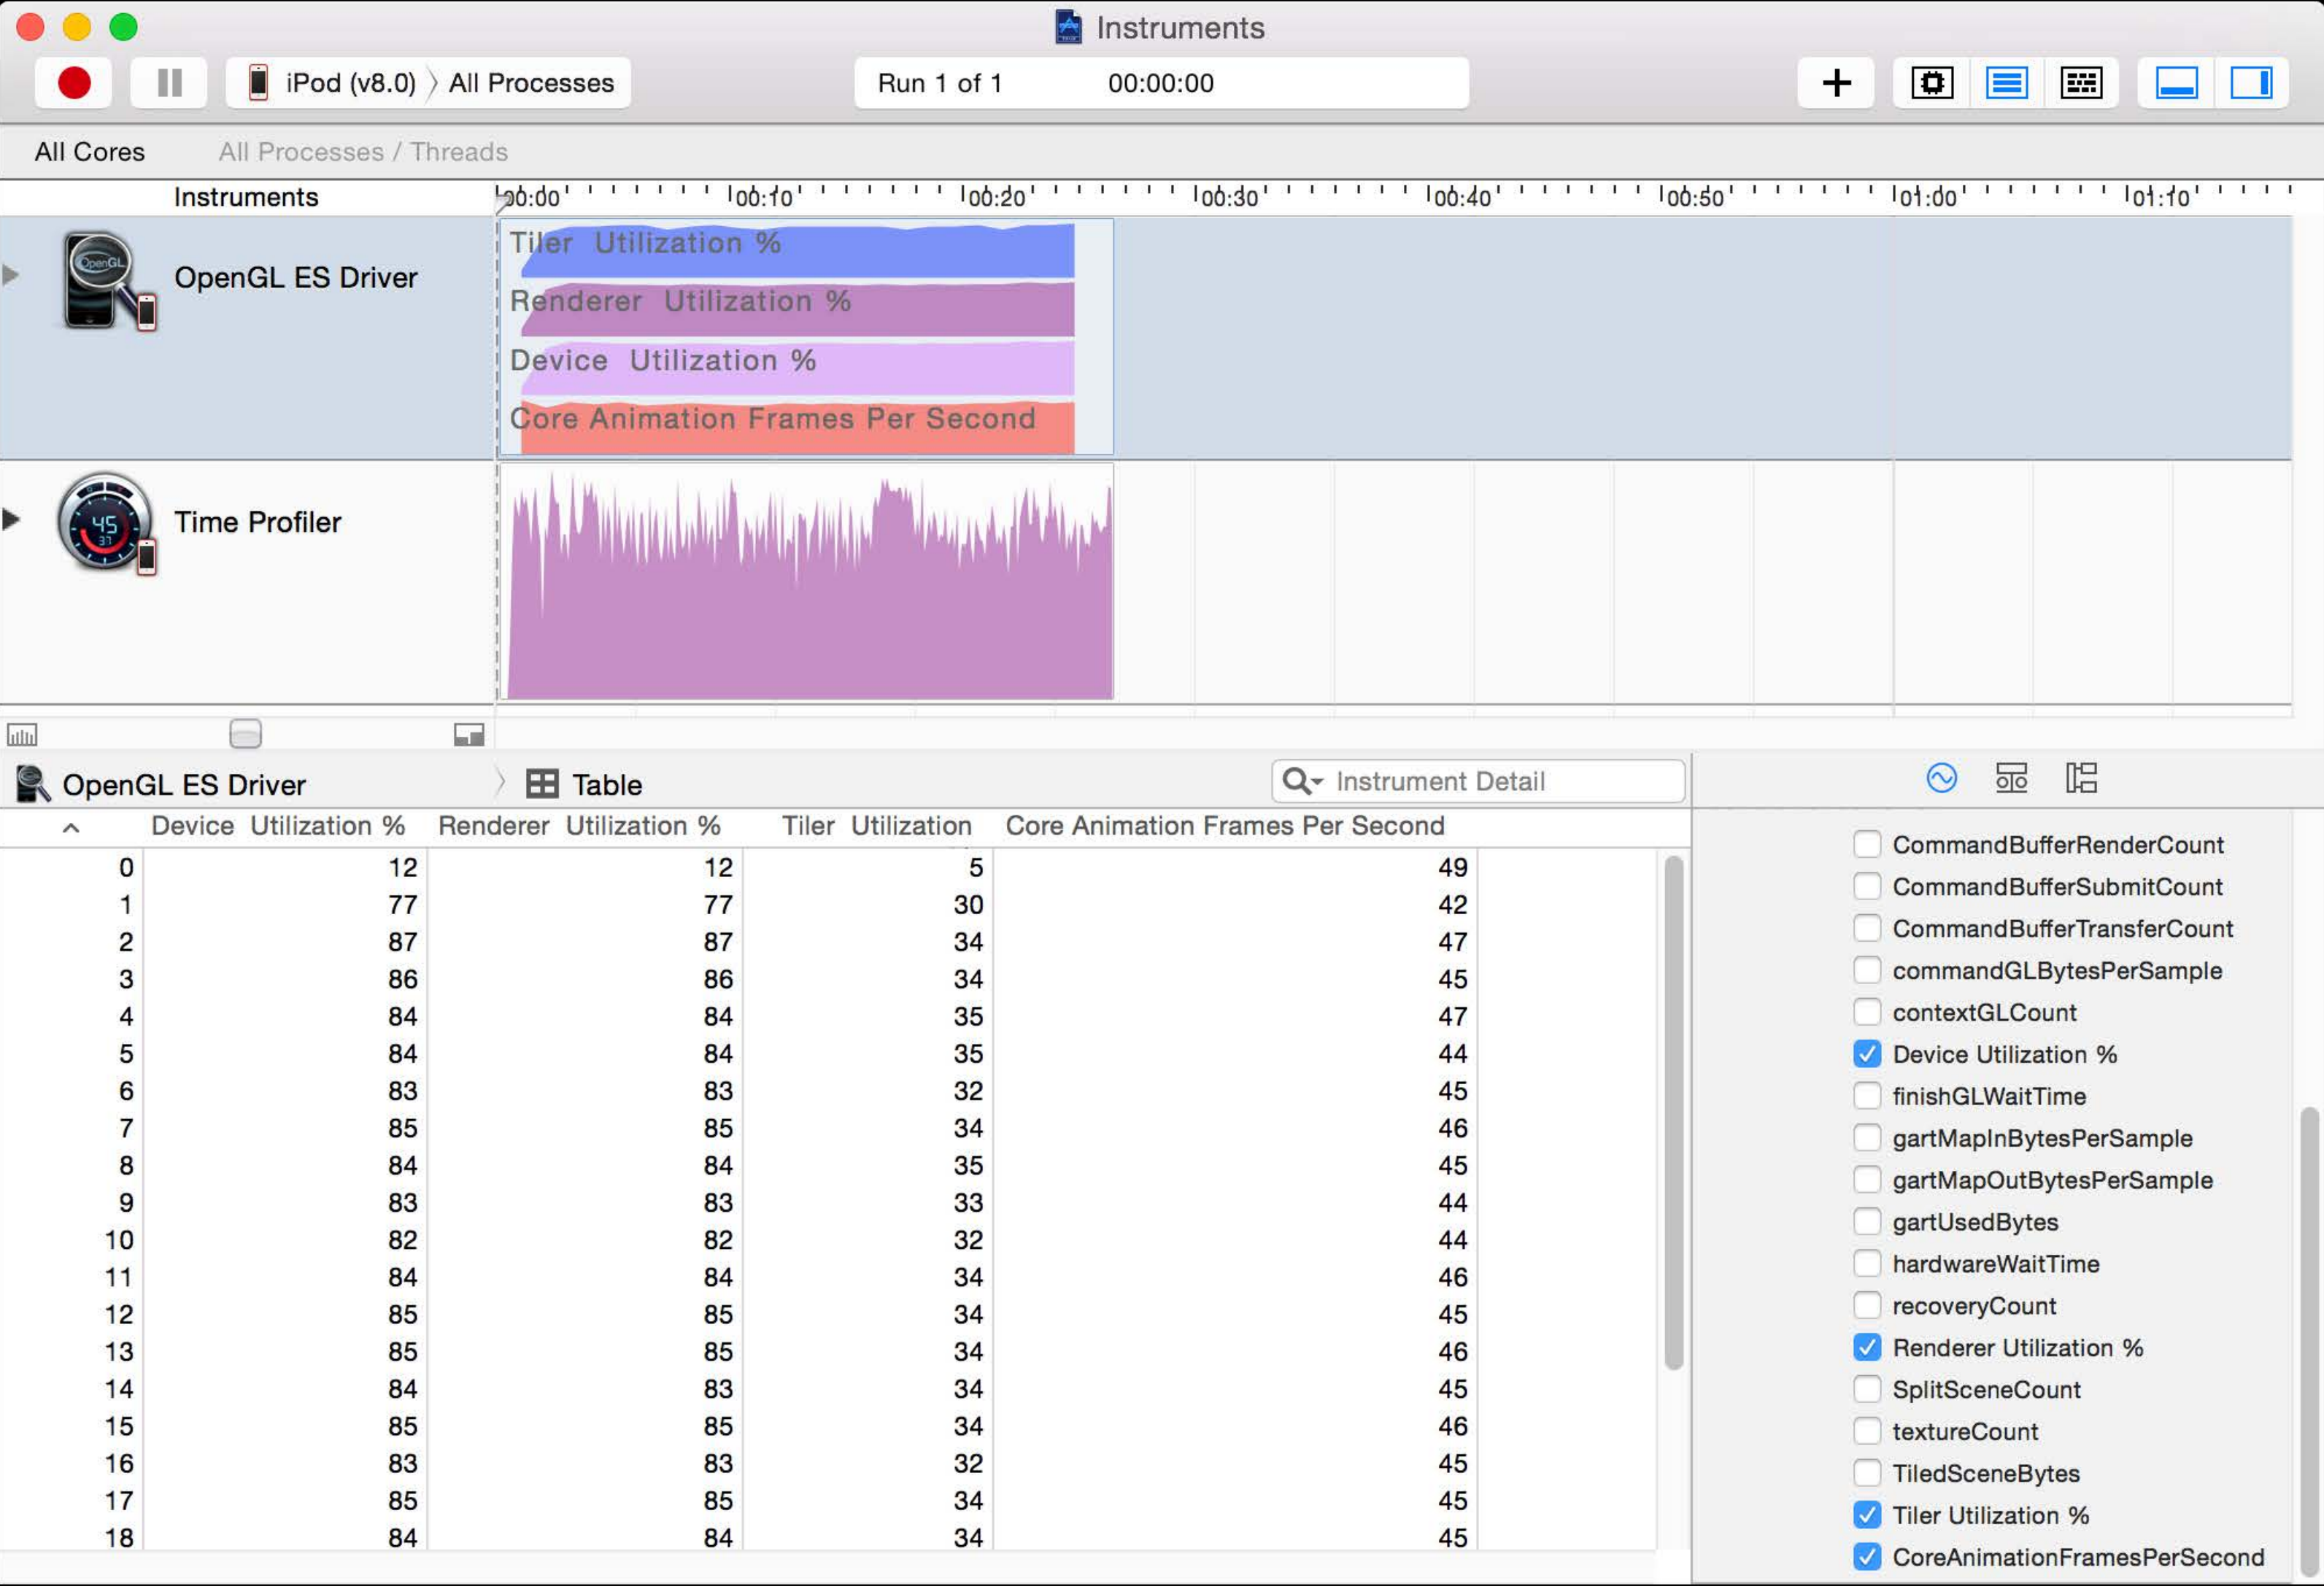 Instruments
iPod (v8.0) 〉 All Processes
Run 1 of 1 00:00:00
All Cores All Processes / Threads
Instruments 00:00 00:10 00:20 00:30 00:40 00:50 01:00 01:10
OpenGL
OpenGL ES Driver
Tiler Utilization %
Renderer Utilization %
Device Utilization %
Core Animation Frames Per Second
45
37
Time Profiler
OpenGL ES Driver 〉 Table Instrument Detail
Device Utilization % Renderer Utilization % Tiler Utilization Core Animation Frames Per Second
0 12 12 5 49
1 77 77 30 42
2 87 87 34 47
3 86 86 34 45
4 84 84 35 47
5 84 84 35 44
6 83 83 32 45
7 85 85 34 46
8 84 84 35 45
9 83 83 33 44
10 82 82 32 44
11 84 84 34 46
12 85 85 34 45
13 85 85 34 46
14 84 83 34 45
15 85 85 34 46
16 83 83 32 45
17 85 85 34 45
18 84 84 34 45
CommandBufferRenderCount
CommandBufferSubmitCount
CommandBufferTransferCount
commandGLBytesPerSample
contextGLCount
Device Utilization %
finishGLWaitTime
gartMapInBytesPerSample
gartMapOutBytesPerSample
gartUsedBytes
hardwareWaitTime
recoveryCount
Renderer Utilization %
SplitSceneCount
textureCount
TiledSceneBytes
Tiler Utilization %
CoreAnimationFramesPerSecond